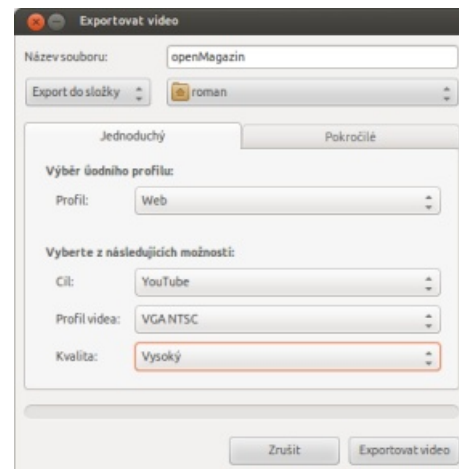 Exportovat video
Název souboru: openMagazin
Export do složky roman
Jednoduchý Pokročilé
Výběr úodního profilu:
Profil: Web
Vyberte z následujících možností:
Cíl: YouTube
Profil videa: VGA NTSC
Kvalita: Vysoký
Zrušit Exportovat video